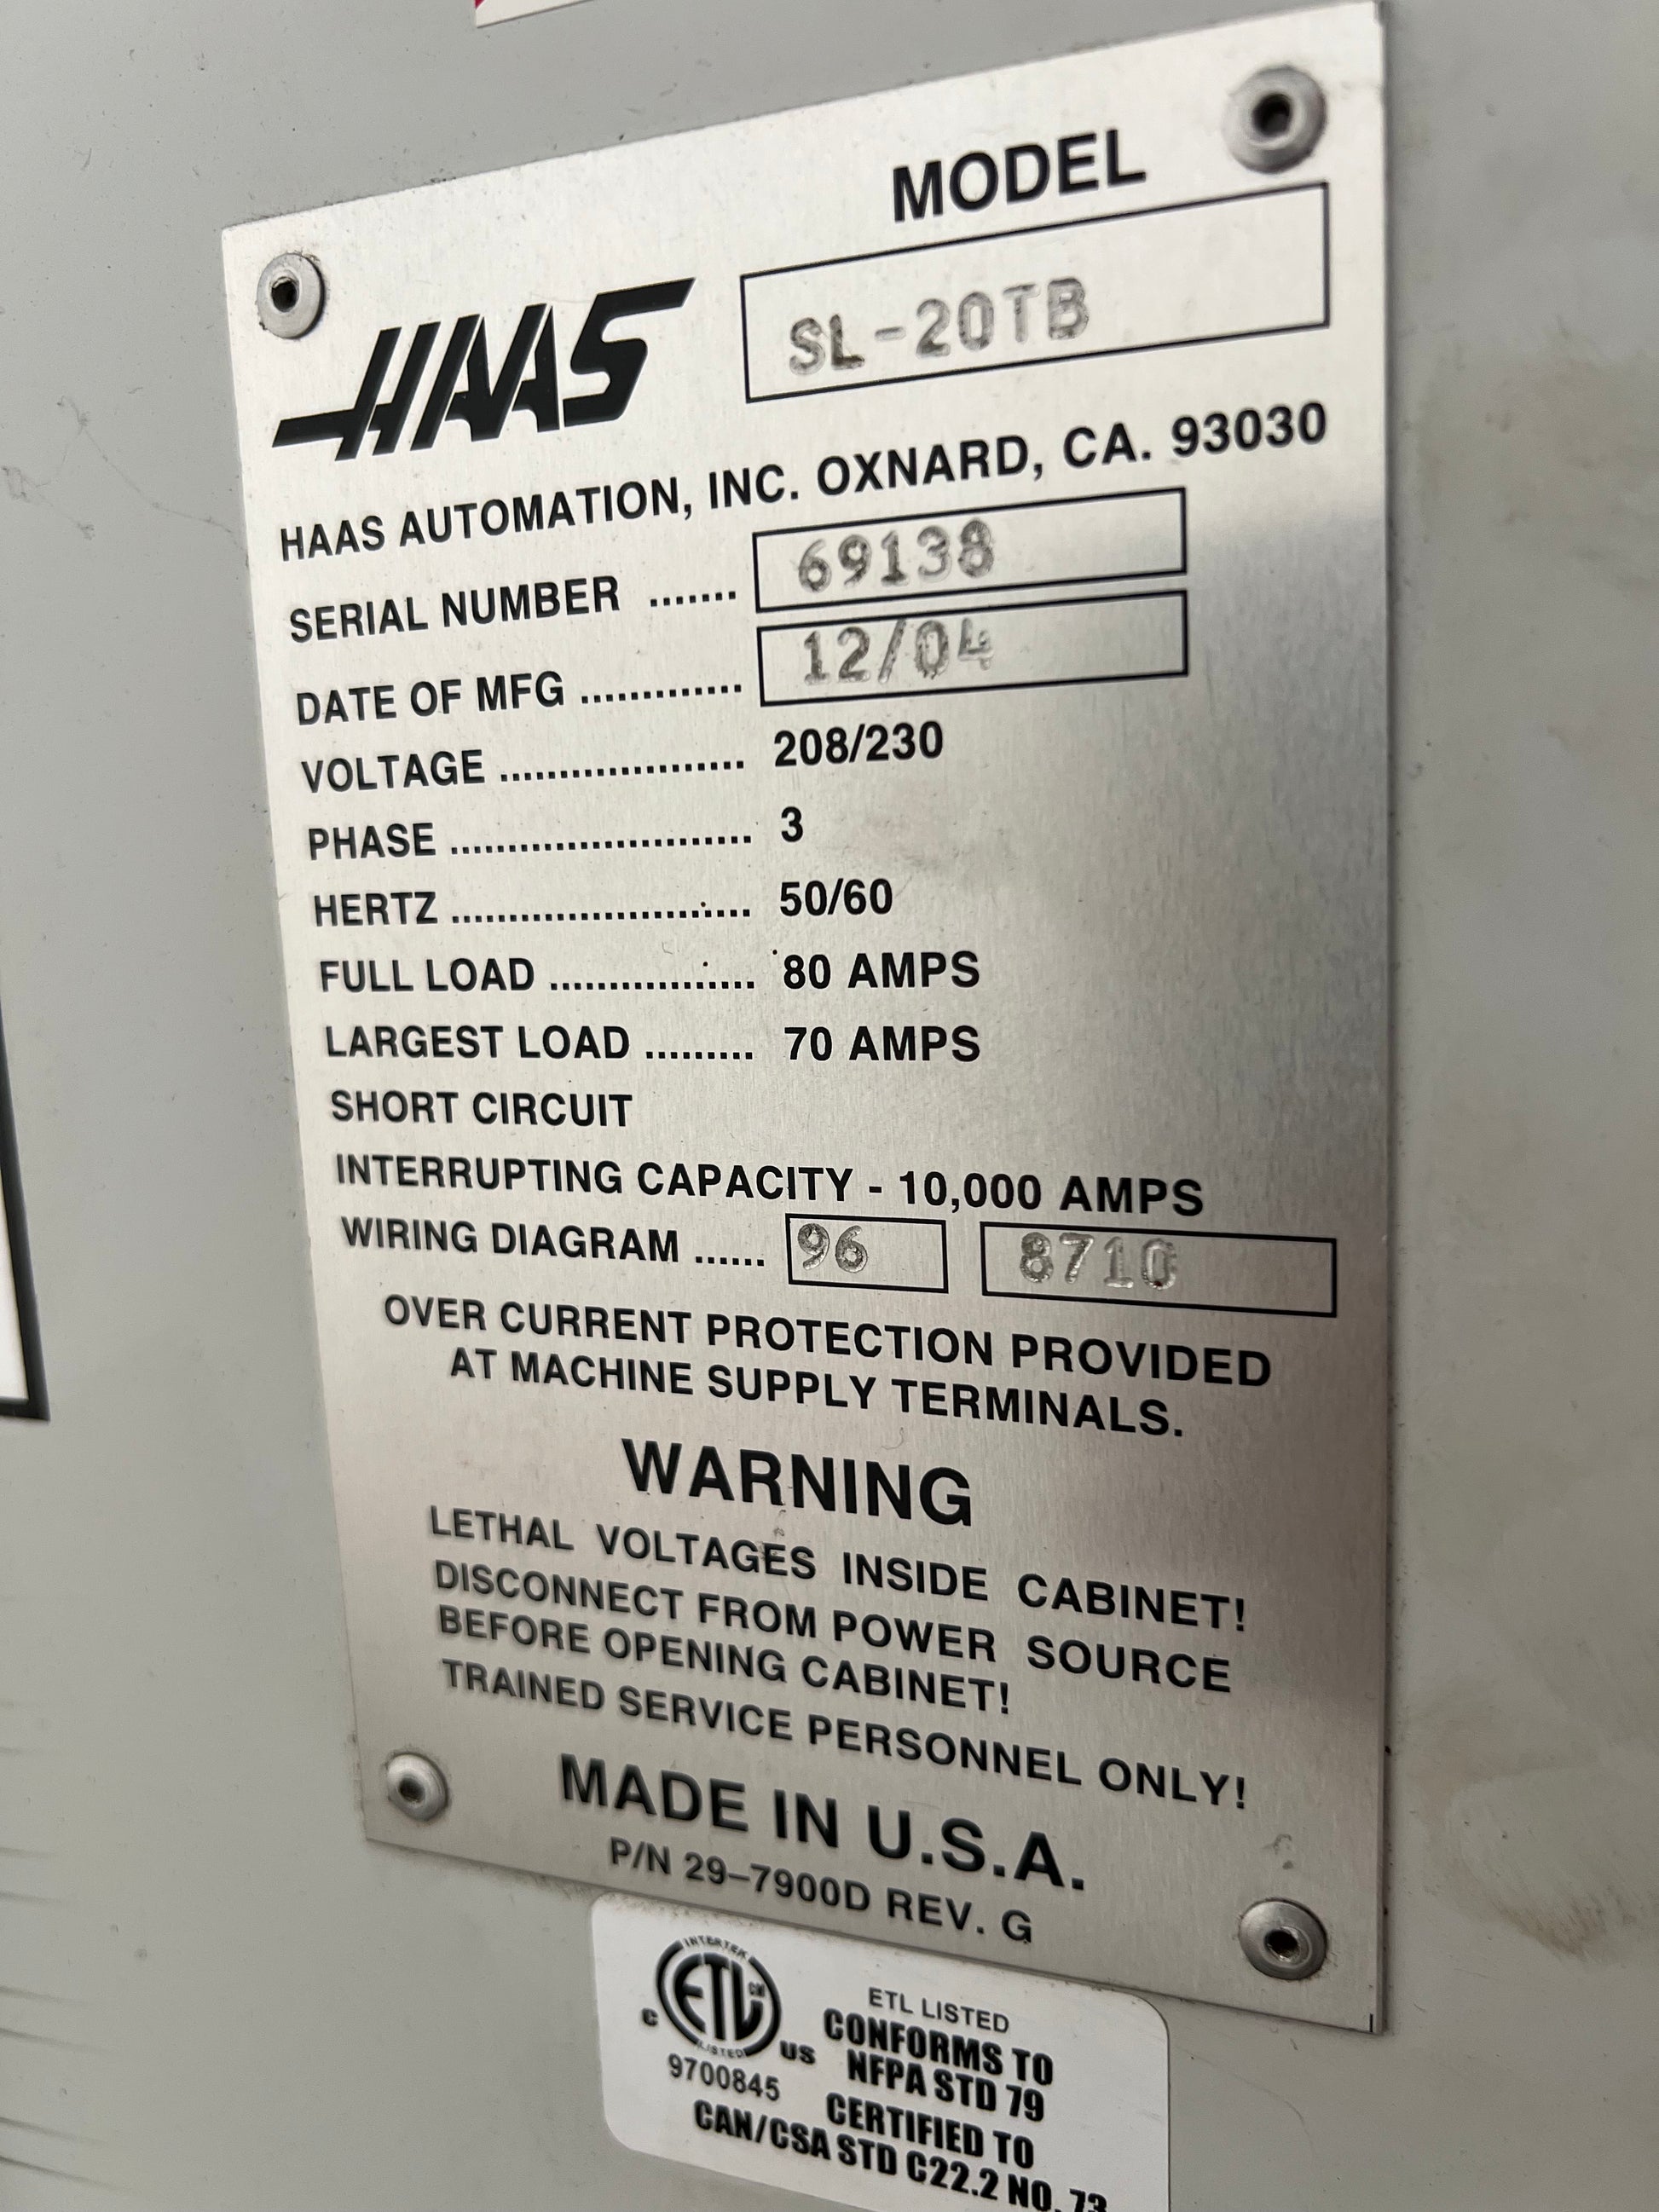 MODEL
HAAS
SL-20TB
HAAS AUTOMATION, INC. OXNARD, CA. 93030
SERIAL NUMBER ....... 69138
DATE OF MFG ............. 12/04
VOLTAGE .................... 208/230
PHASE .......................... 3
HERTZ .......................... 50/60
FULL LOAD .................. 80 AMPS
LARGEST LOAD ......... 70 AMPS
SHORT CIRCUIT
INTERRUPTING CAPACITY - 10,000 AMPS
WIRING DIAGRAM ...... 96 8710
OVER CURRENT PROTECTION PROVIDED
AT MACHINE SUPPLY TERMINALS.
WARNING
LETHAL VOLTAGES INSIDE CABINET!
DISCONNECT FROM POWER SOURCE
BEFORE OPENING CABINET!
TRAINED SERVICE PERSONNEL ONLY!
MADE IN U.S.A.
P/N 29-7900D REV. G
INTERTEK
ETL CM
LISTED
C US
9700845
ETL LISTED
CONFORMS TO
NFPA STD 79
CERTIFIED TO
CAN/CSA STD C22.2 NO. 73